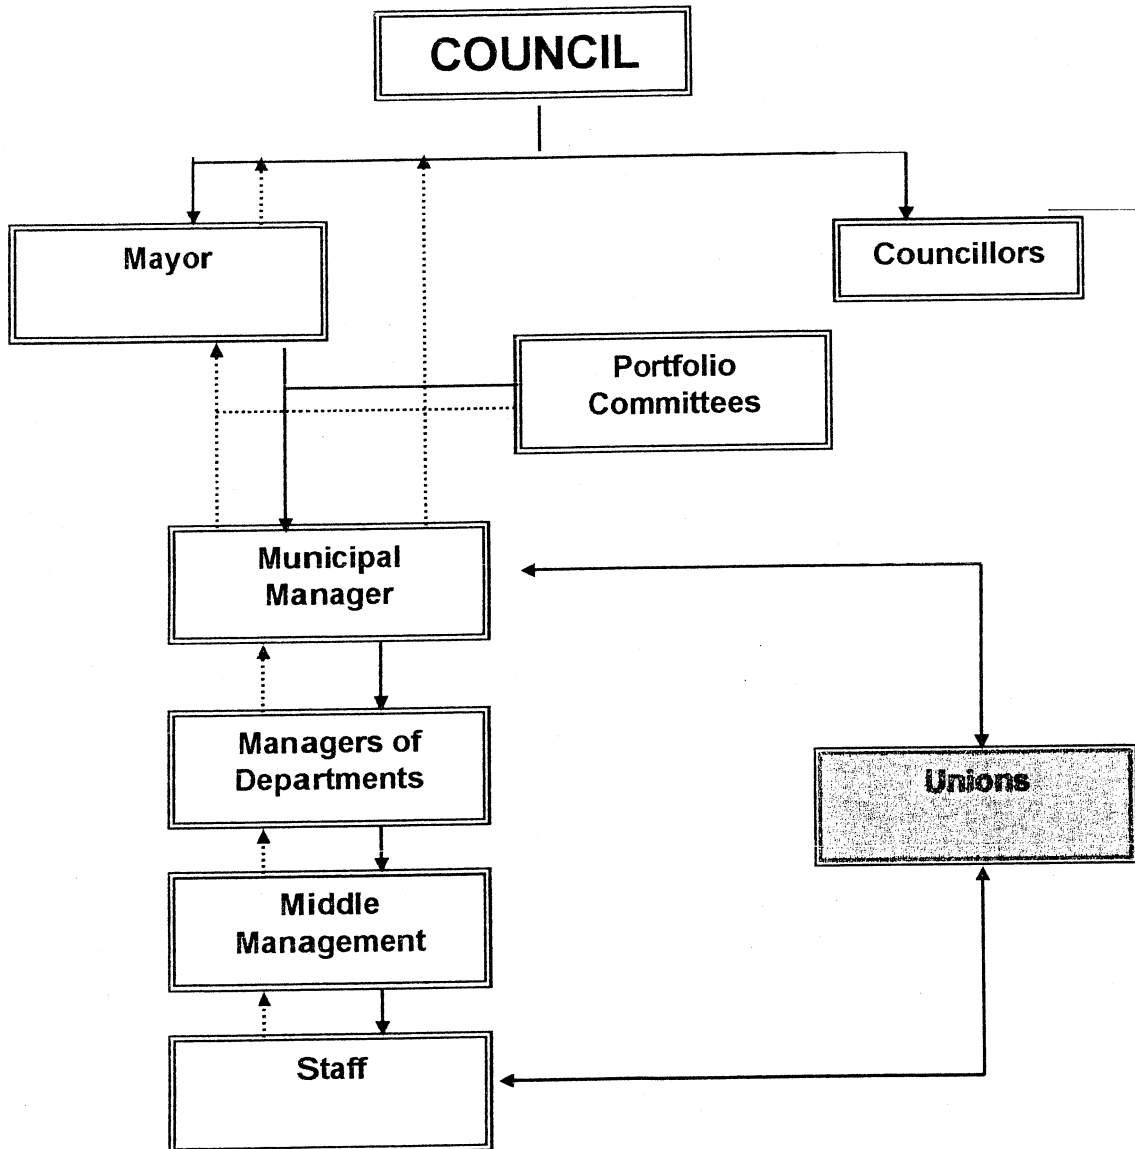 COUNCIL
Mayor
Councillors
Portfolio
Committees
Municipal
Manager
Managers of
Departments
Unions
Middle
Management
Staff